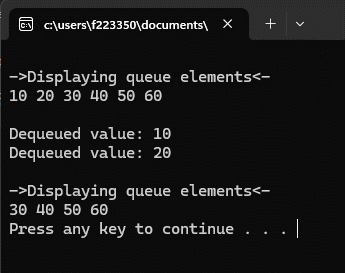 c:\users\f223350\documents\
->Displaying queue elements<-
10 20 30 40 50 60
Dequeued value: 10
Dequeued value: 20
->Displaying queue elements<-
30 40 50 60
Press any key to continue . . .